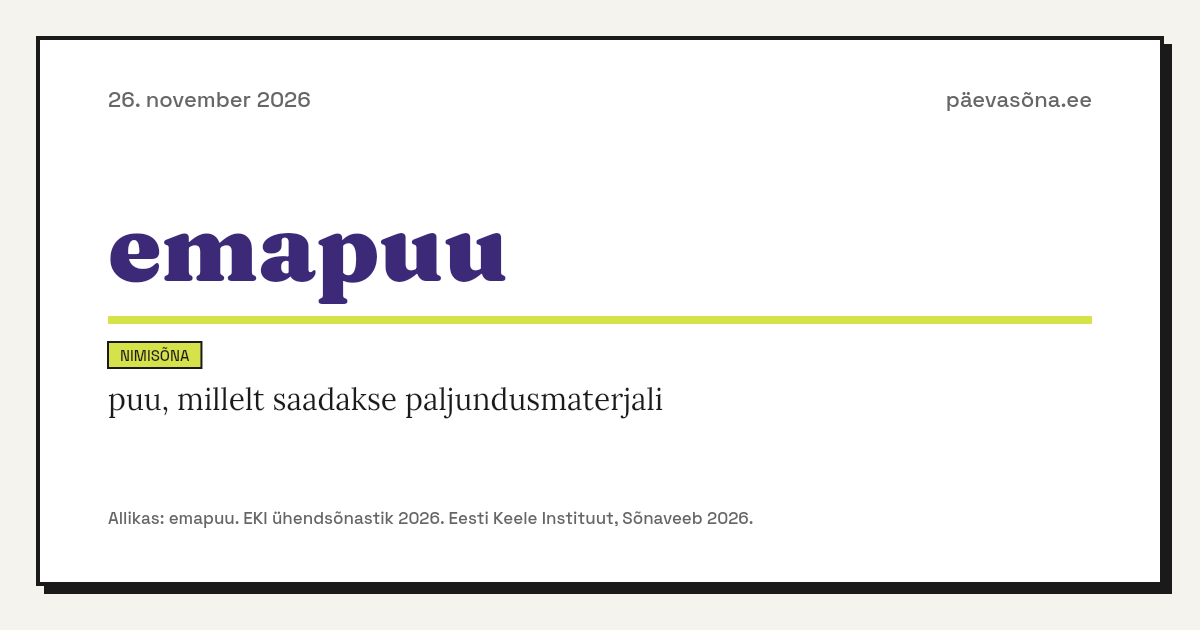 26. november 2026
päevasõna.ee
emapuu
NIMISÕNA
puu, millelt saadakse paljundusmaterjali
Allikas: emapuu. EKI ühendsõnastik 2026. Eesti Keele Instituut, Sõnaveeb 2026.